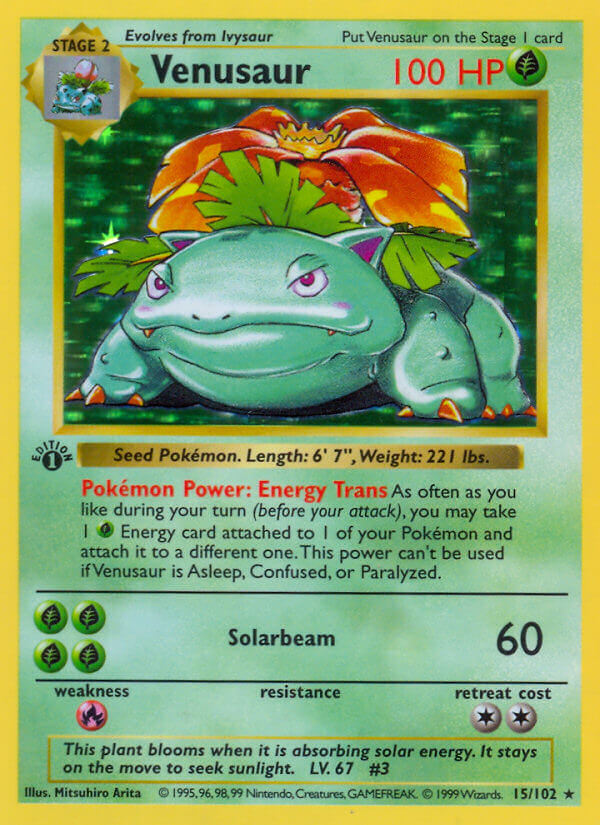 Evolves from Ivysaur Put Venusaur on the Stage 1 card
STAGE 2
Venusaur 100 HP
EDITION
1
Seed Pokémon. Length: 6' 7", Weight: 221 lbs.
Pokémon Power: Energy Trans As often as you
like during your turn (before your attack), you may take
1 Energy card attached to 1 of your Pokémon and
attach it to a different one. This power can't be used
if Venusaur is Asleep, Confused, or Paralyzed.
Solarbeam 60
weakness resistance retreat cost
This plant blooms when it is absorbing solar energy. It stays
on the move to seek sunlight. LV. 67 #3
Illus. Mitsuhiro Arita © 1995, 96, 98, 99 Nintendo, Creatures, GAMEFREAK. © 1999 Wizards. 15/102 ★